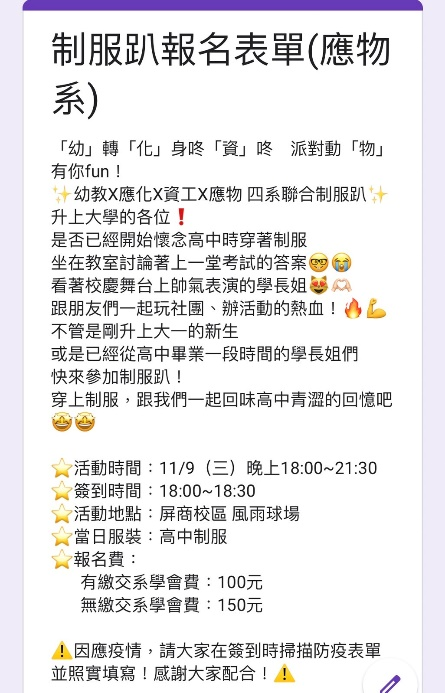 制服趴報名表單(應物
系)
「幼」轉「化」身咚「資」咚　派對動「物」
有你fun！
✨幼教X應化X資工X應物 四系聯合制服趴✨
升上大學的各位❗
是否已經開始懷念高中時穿著制服
坐在教室討論著上一堂考試的答案🤓😭
看著校慶舞台上帥氣表演的學長姐😻🫶🏻
跟朋友們一起玩社團、辦活動的熱血！🔥💪
不管是剛升上大一的新生
或是已經從高中畢業一段時間的學長姐們
快來參加制服趴！
穿上制服，跟我們一起回味高中青澀的回憶吧
🤩🤩
⭐活動時間：11/9（三）晚上18:00~21:30
⭐簽到時間：18:00~18:30
⭐活動地點：屏商校區 風雨球場
⭐當日服裝：高中制服
⭐報名費：
有繳交系學會費：100元
無繳交系學會費：150元
⚠️因應疫情，請大家在簽到時掃描防疫表單
並照實填寫！感謝大家配合！⚠️